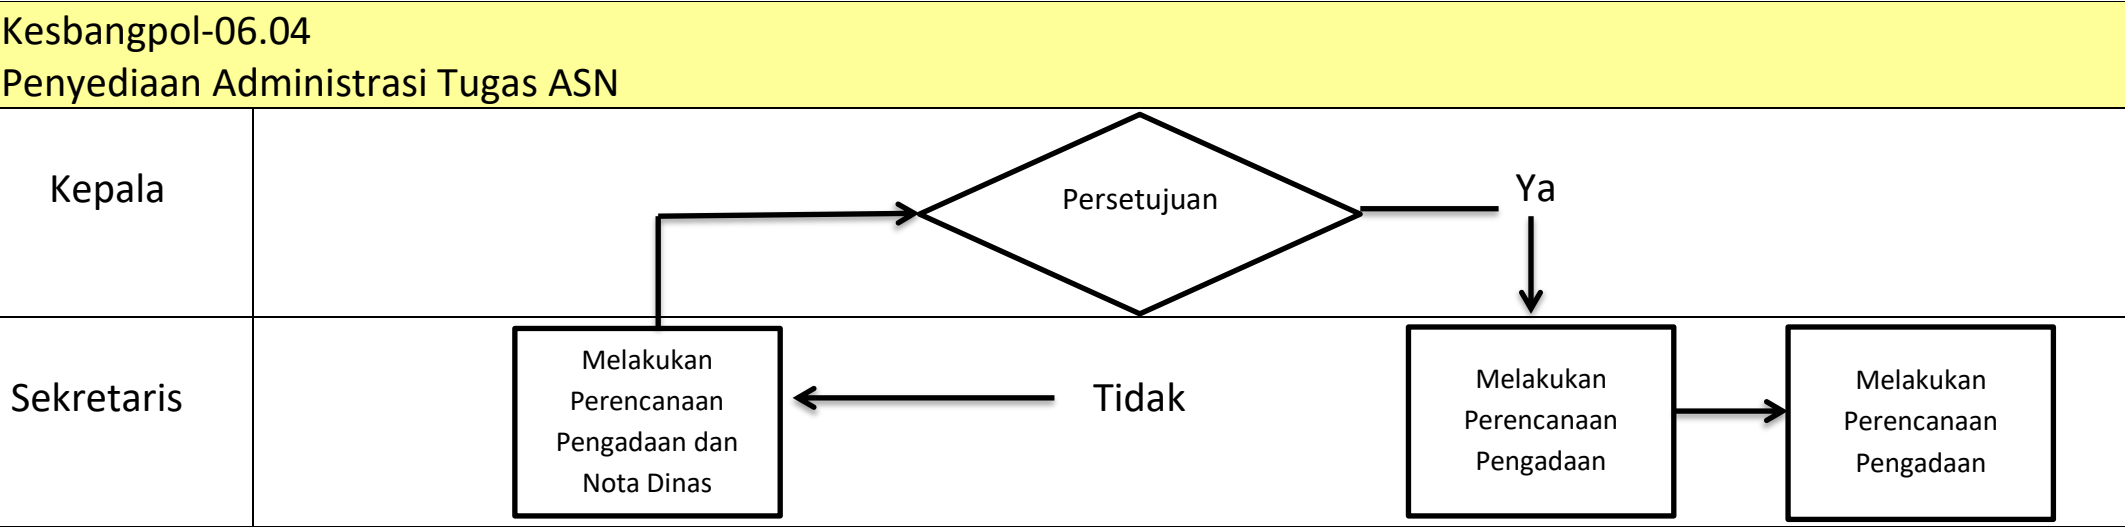 Kesbangpol-06.04
Penyediaan Administrasi Tugas ASN
Kepala
Persetujuan
Ya
Sekretaris
Melakukan
Perencanaan
Pengadaan dan
Nota Dinas
Tidak
Melakukan
Perencanaan
Pengadaan
Melakukan
Perencanaan
Pengadaan